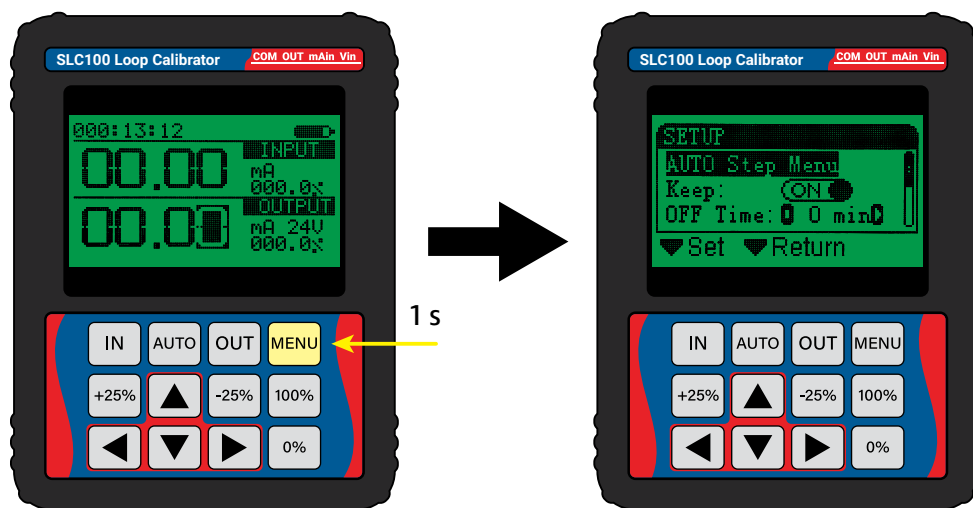 SLC100 Loop Calibrator COM OUT mAin Vin
000:13:12
00.00 INPUT
mA
000.0%
00.00 OUTPUT
mA 24V
000.0%
IN AUTO OUT MENU
+25% -25% 100%
0%
1 s
SLC100 Loop Calibrator COM OUT mAin Vin
SETUP
AUTO Step Menu
Keep: ON
OFF Time: 0 min
Set Return
IN AUTO OUT MENU
+25% -25% 100%
0%